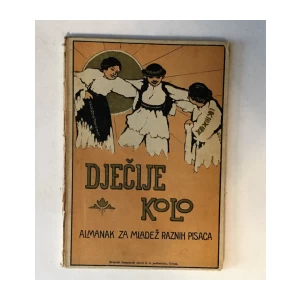 DJEČIJE
KOLO
ALMANAK ZA MLADEŽ RAZNIH PISACA